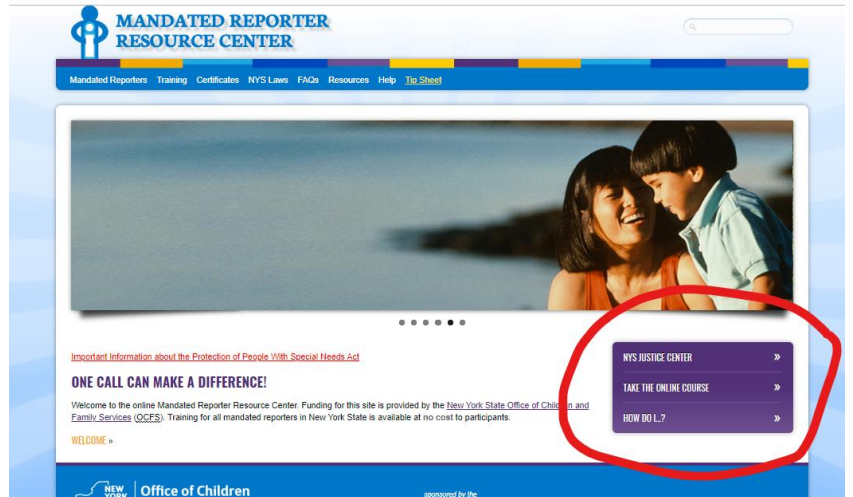 MANDATED REPORTER
RESOURCE CENTER
Mandated Reporters Training Certificates NYS Laws FAQs Resources Help Tip Sheet
Important Information about the Protection of People With Special Needs Act
ONE CALL CAN MAKE A DIFFERENCE!
Welcome to the online Mandated Reporter Resource Center. Funding for this site is provided by the New York State Office of Children and
Family Services (OCFS). Training for all mandated reporters in New York State is available at no cost to participants.
WELCOME »
NYS JUSTICE CENTER »
TAKE THE ONLINE COURSE »
HOW DO I...? »
NEW
YORK
Office of Children
sponsored by the